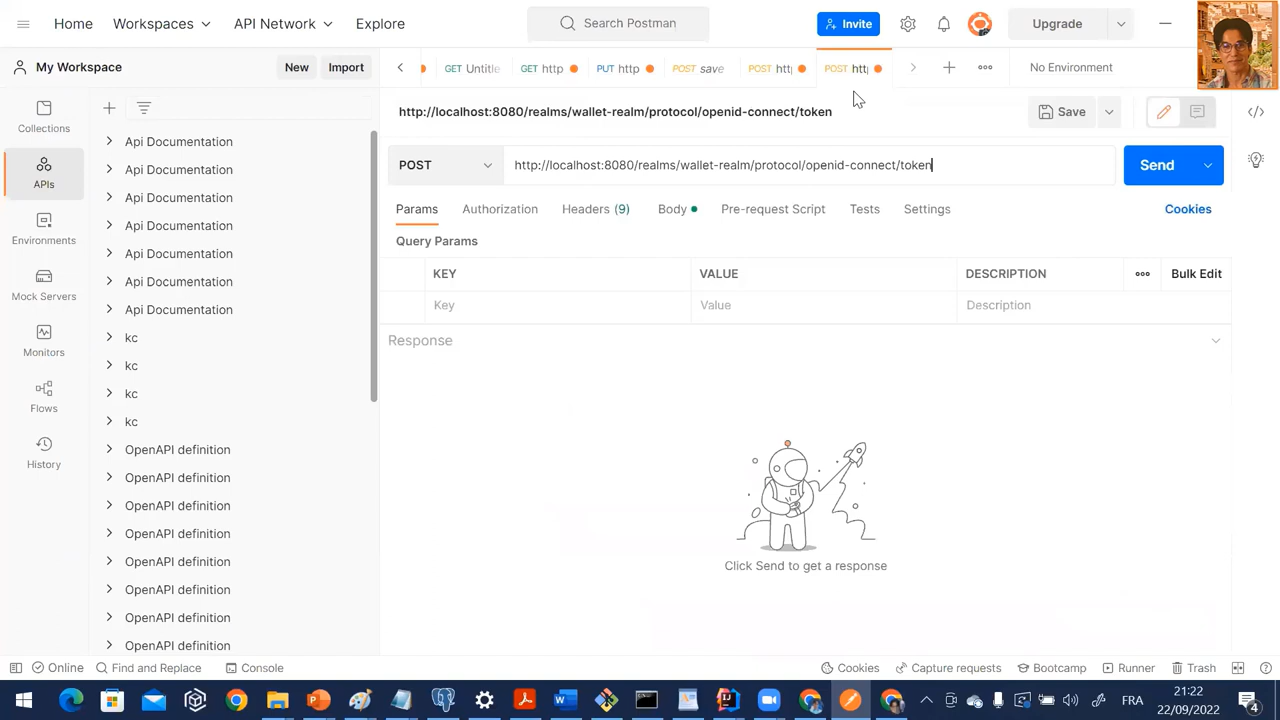 Home
Workspaces
API Network
Explore
Search Postman
Invite
Upgrade
My Workspace
New
Import
GET Untitle
GET http
PUT http
POST save
POST htt
POST htt
No Environment
http://localhost:8080/realms/wallet-realm/protocol/openid-connect/token
Save
POST
http://localhost:8080/realms/wallet-realm/protocol/openid-connect/token
Send
Params
Authorization
Headers (9)
Body
Pre-request Script
Tests
Settings
Cookies
Query Params
KEY
VALUE
DESCRIPTION
Bulk Edit
Key
Value
Description
Response
Click Send to get a response
Collections
APIs
Environments
Mock Servers
Monitors
Flows
History
Api Documentation
Api Documentation
Api Documentation
Api Documentation
Api Documentation
Api Documentation
Api Documentation
kc
kc
kc
kc
OpenAPI definition
OpenAPI definition
OpenAPI definition
OpenAPI definition
OpenAPI definition
OpenAPI definition
OpenAPI definition
OpenAPI definition
Online
Find and Replace
Console
Cookies
Capture requests
Bootcamp
Runner
Trash
FRA
21:22
22/09/2022
4